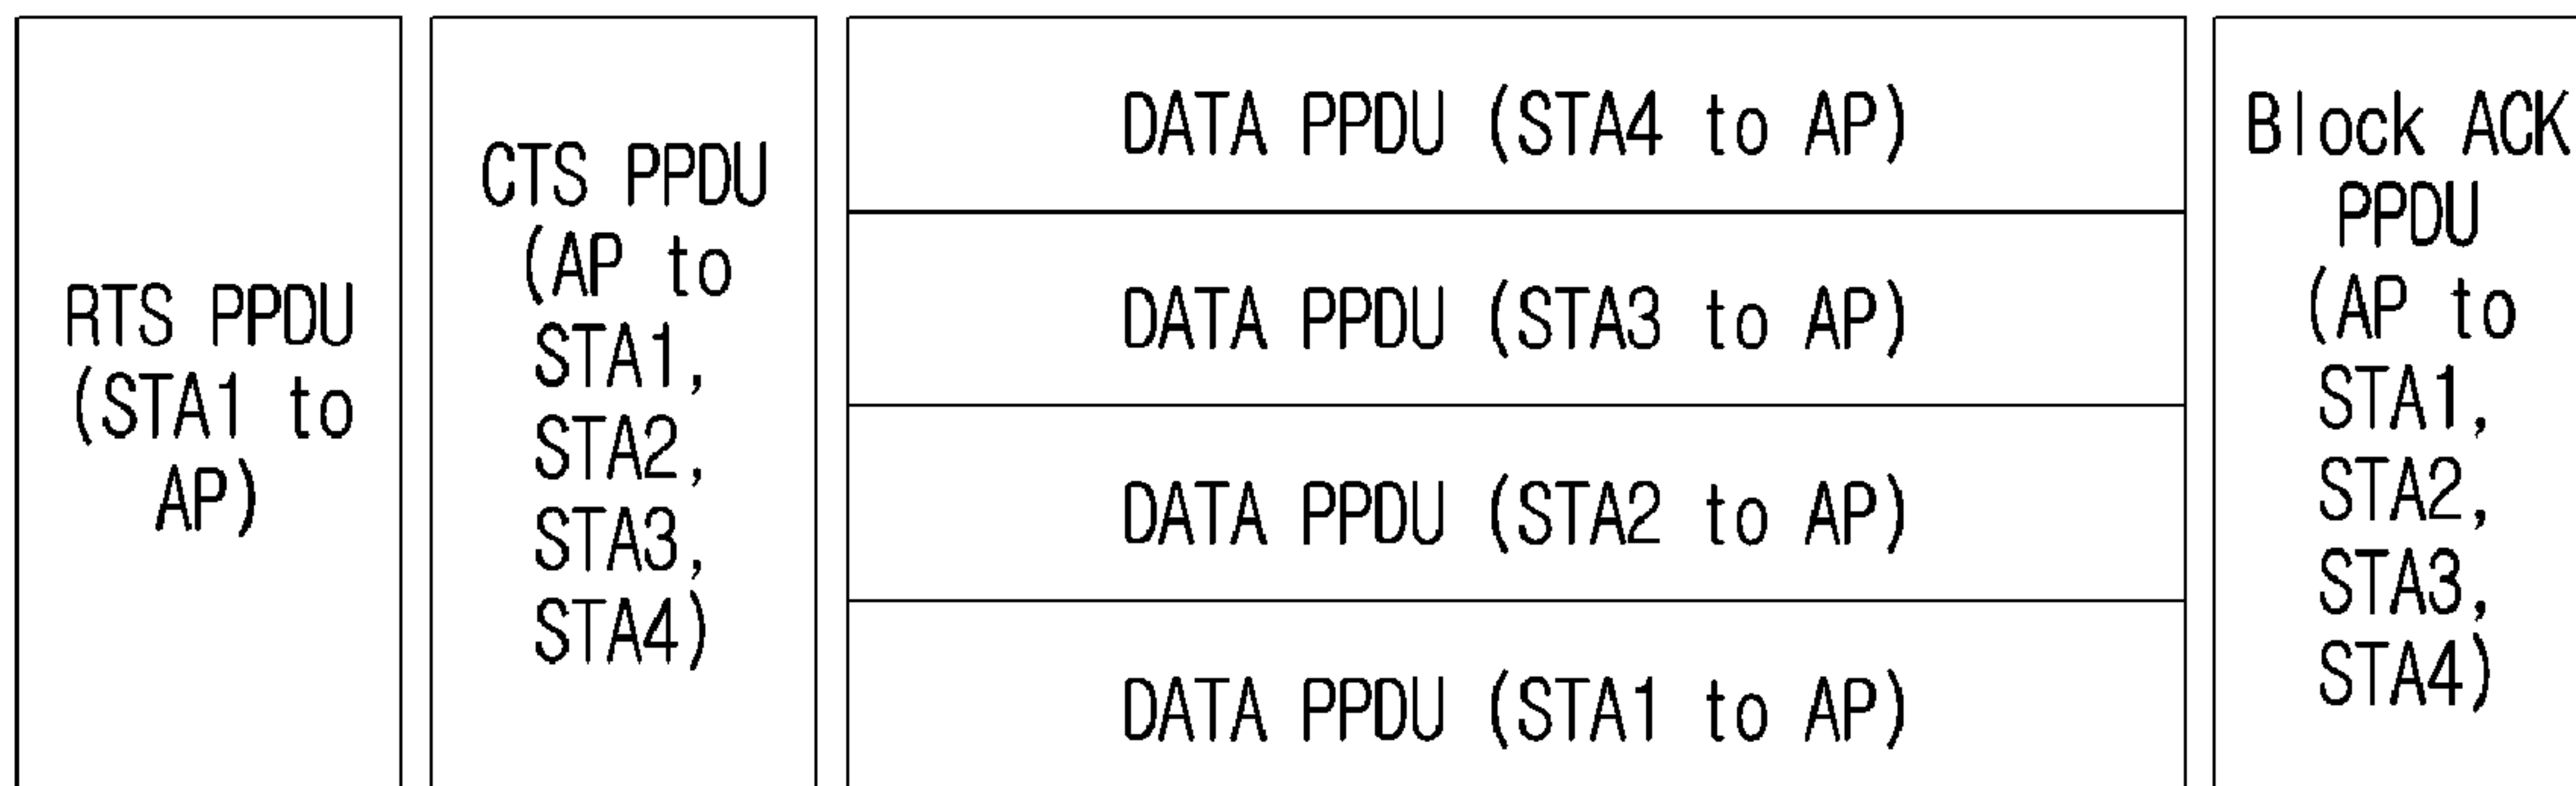 RTS PPDU
(STA1 to
AP)
CTS PPDU
(AP to
STA1,
STA2,
STA3,
STA4)
DATA PPDU (STA4 to AP)
DATA PPDU (STA3 to AP)
DATA PPDU (STA2 to AP)
DATA PPDU (STA1 to AP)
Block ACK
PPDU
(AP to
STA1,
STA2,
STA3,
STA4)